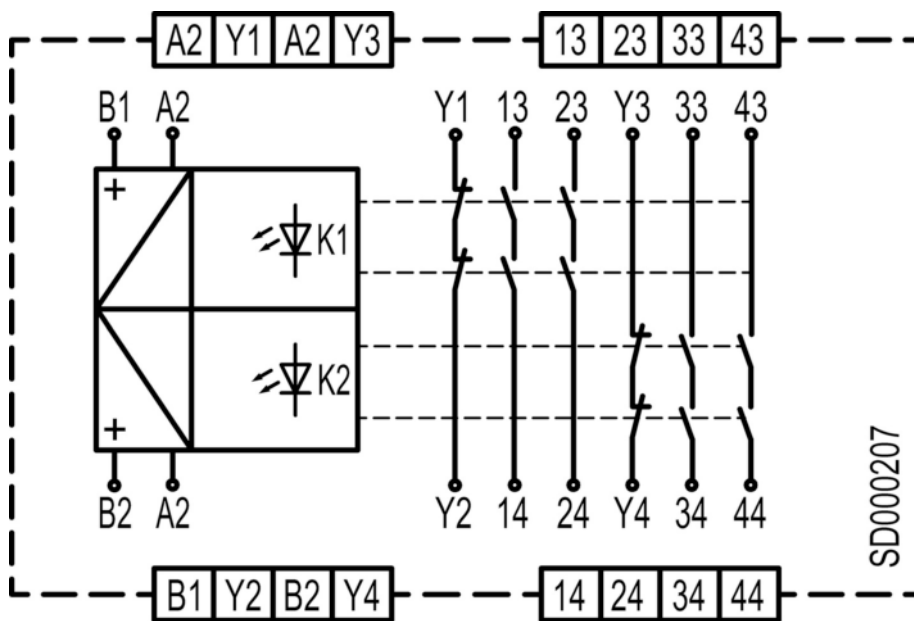 A2 Y1 A2 Y3 13 23 33 43
B1 A2 Y1 13 23 Y3 33 43
+
K1
K2
+
B2 A2 Y2 14 24 Y4 34 44
SD000207
B1 Y2 B2 Y4 14 24 34 44